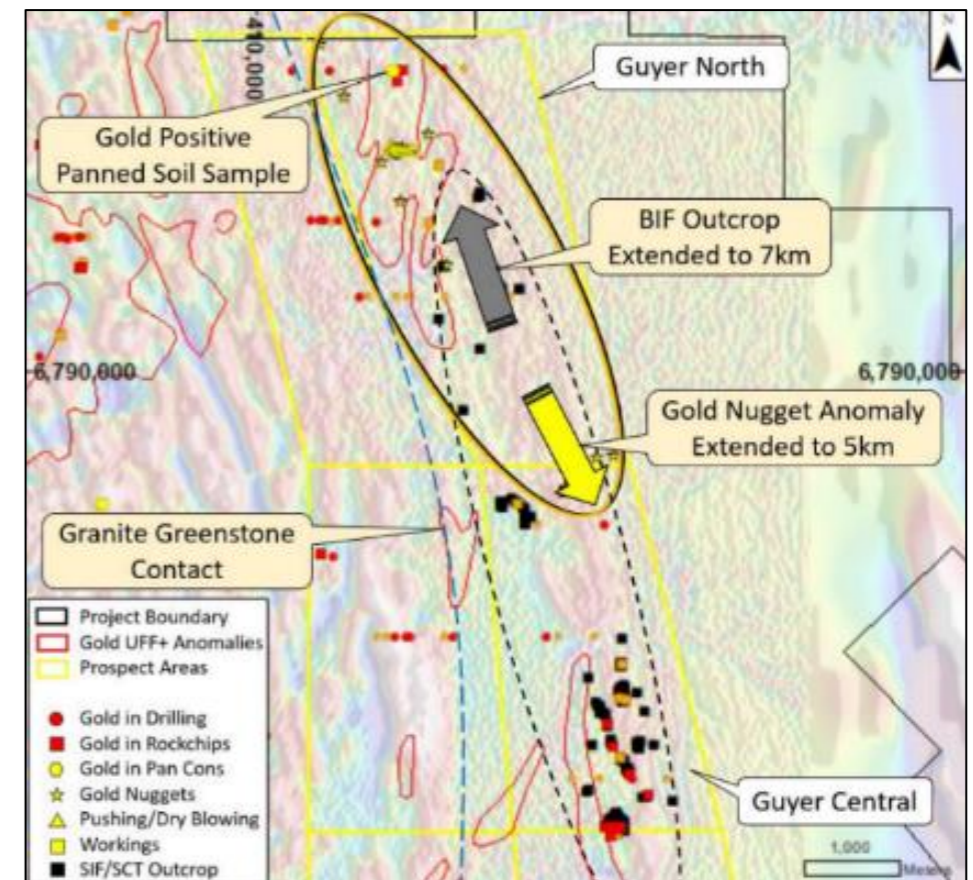 N
410,000
Guyer North
Gold Positive
Panned Soil Sample
BIF Outcrop
Extended to 7km
6,790,000
6,790,000
Gold Nugget Anomaly
Extended to 5km
Granite Greenstone
Contact
Project Boundary
Gold UFF+ Anomalies
Prospect Areas
Gold in Drilling
Gold in Rockchips
Gold in Pan Cons
Gold Nuggets
Pushing/Dry Blowing
Workings
SIF/SCT Outcrop
Guyer Central
1,000
Meters